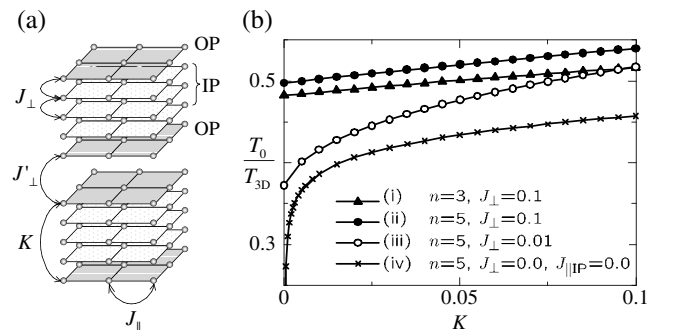 (a)
OP
IP
J⊥
OP
J'⊥
K
J∥
(b)
0.5
T₀
T₃D
0.3
(i) n=3, J⊥=0.1
(ii) n=5, J⊥=0.1
(iii) n=5, J⊥=0.01
(iv) n=5, J⊥=0.0, J∥IP=0.0
0 0.05 0.1
K